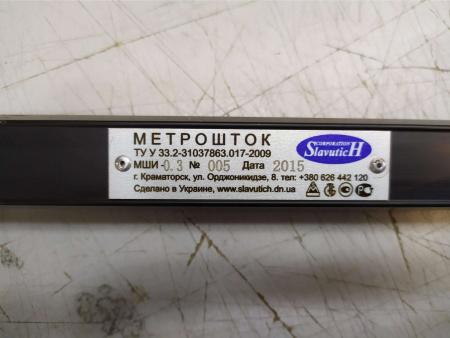 МЕТРОШТОК
ТУ У 33.2-31037863.017-2009
CORPORATION
SlavuticH
МШИ-0.3 № 005 Дата 2015
г. Краматорск, ул. Орджоникидзе, 8. тел: +380 626 442 120
Сделано в Украине, www.slavutich.dn.ua